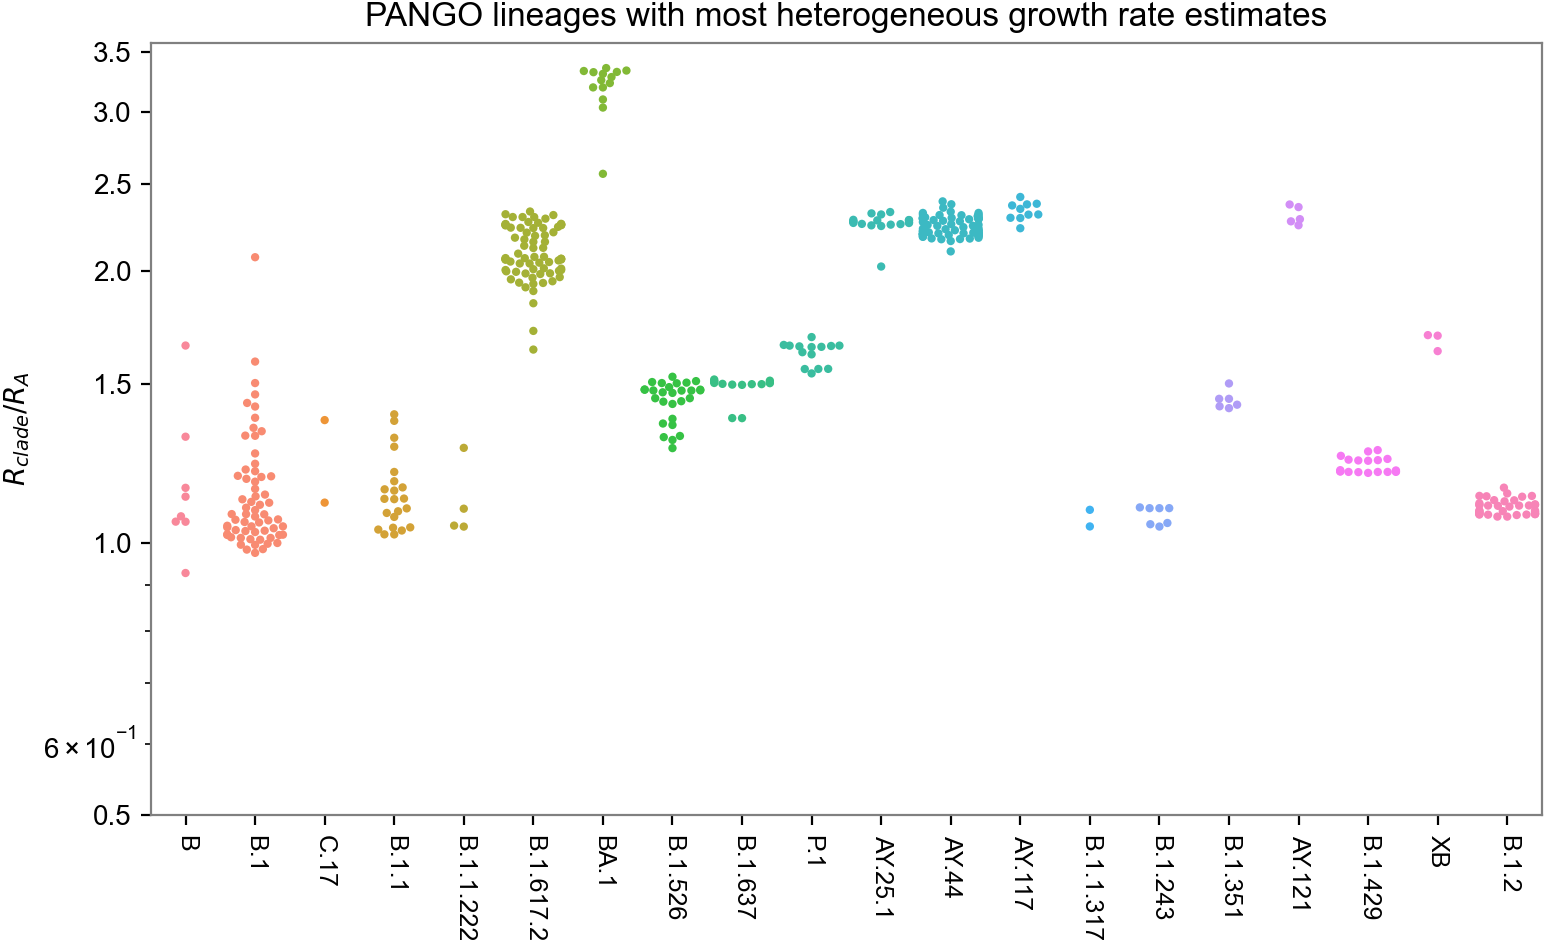 PANGO lineages with most heterogeneous growth rate estimates
3.5
3.0
2.5
2.0
1.5
1.0
6 × 10⁻¹
0.5
R_clade/R_A
B
B.1
C.17
B.1.1
B.1.1.222
B.1.617.2
BA.1
B.1.526
B.1.637
P.1
AY.25.1
AY.44
AY.117
B.1.1.317
B.1.243
B.1.351
AY.121
B.1.429
XB
B.1.2